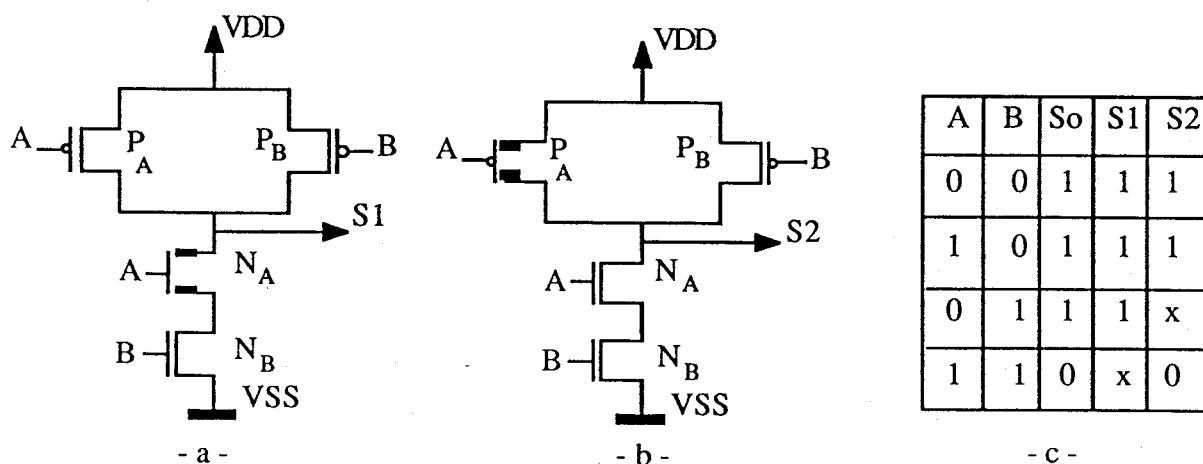 VDD
A
P A
P B
B
S1
A
N A
B
N B
VSS
- a -
VDD
A
P A
P B
B
S2
A
N A
B
N B
VSS
- b -
A B So S1 S2
0 0 1 1 1
1 0 1 1 1
0 1 1 1 x
1 1 0 x 0
- c -